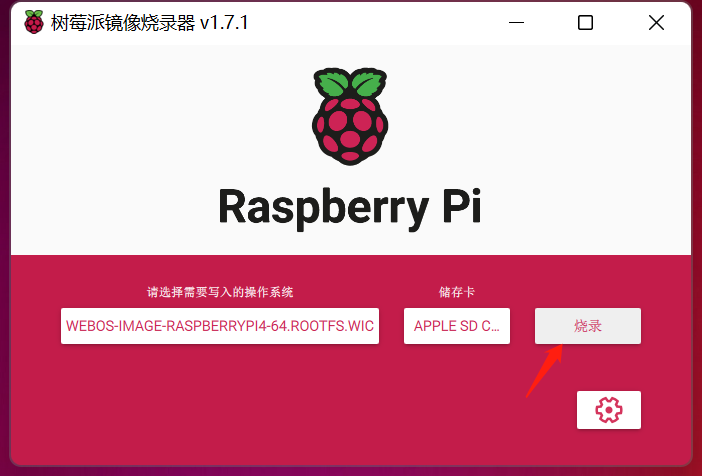 树莓派镜像烧录器 v1.7.1
Raspberry Pi
请选择需要写入的操作系统
储存卡
WEBOS-IMAGE-RASPBERRYPI4-64.ROOTFS.WIC
APPLE SD C...
烧录